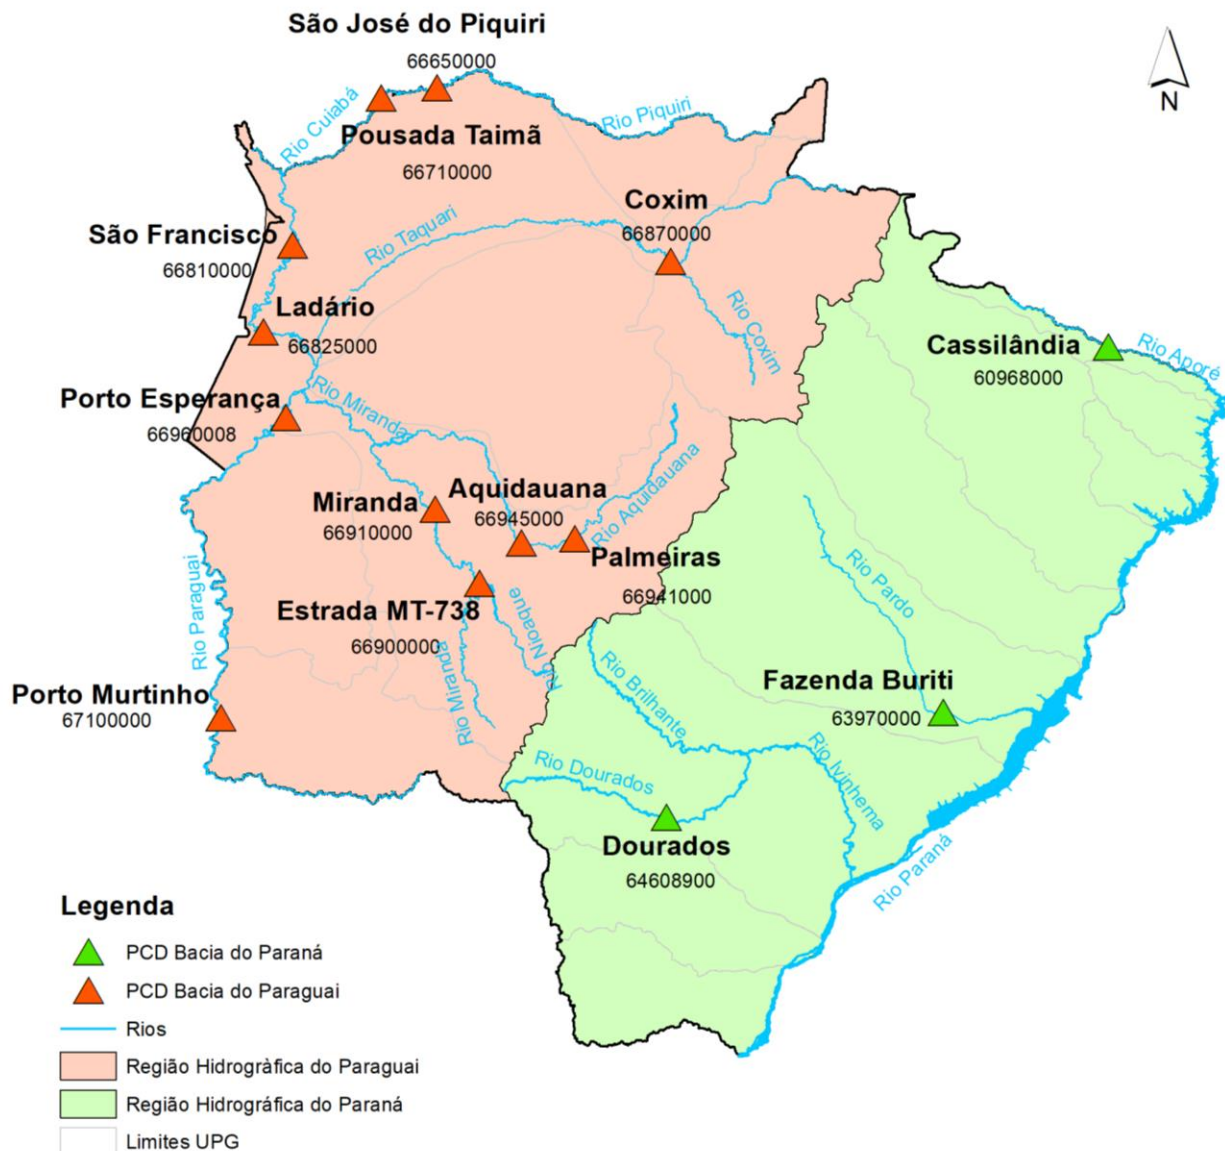 São José do Piquiri
66650000
N
Rio Cuiabá
Rio Piquiri
Pousada Taimã
66710000
Coxim
66870000
São Francisco
66810000
Rio Taquari
Ladário
66825000
Rio Coxim
Cassilândia
60968000
Rio Aporé
Porto Esperança
66960008
Rio Miranda
Miranda
66910000
Aquidauana
66945000
Rio Aquidauana
Palmeiras
66941000
Rio Paraguai
Estrada MT-738
66900000
Rio Nioaque
Rio Miranda
Rio Pardo
Porto Murtinho
67100000
Rio Brilhante
Fazenda Buriti
63970000
Rio Dourados
Rio Ivinhema
Dourados
64608900
Rio Paraná
Legenda
PCD Bacia do Paraná
PCD Bacia do Paraguai
Rios
Região Hidrogràfica do Paraguai
Região Hidrográfica do Paraná
Limites UPG